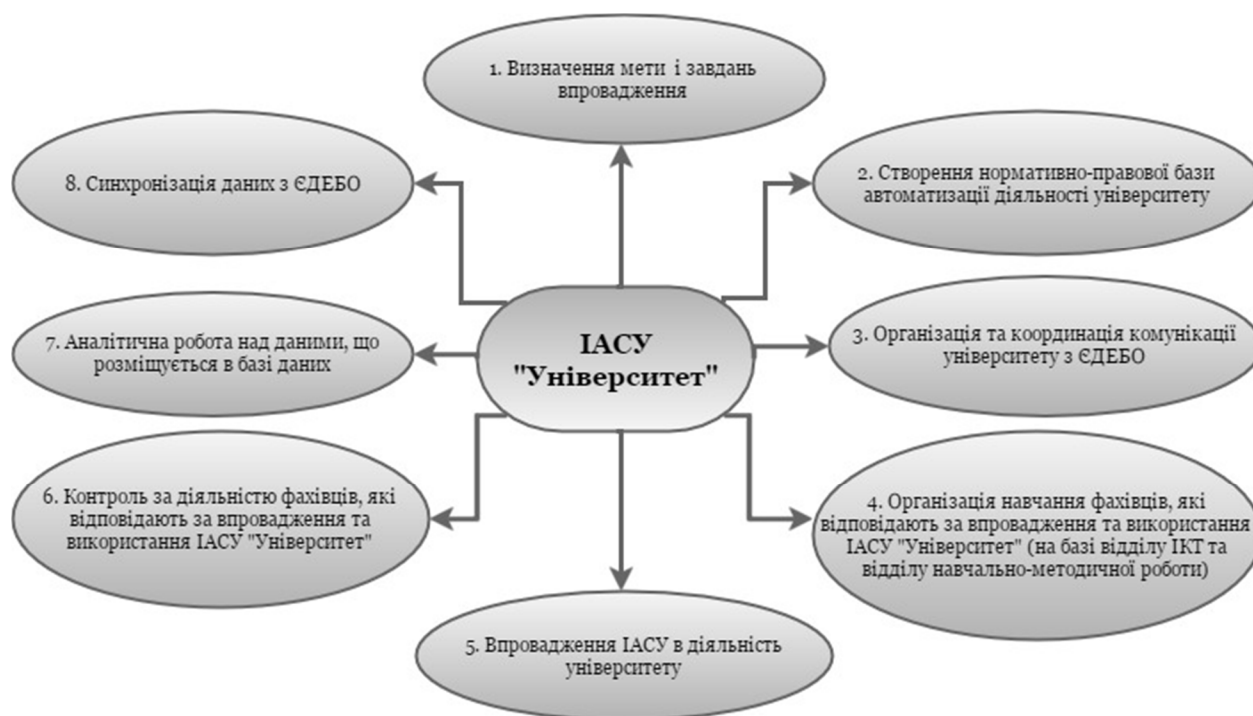 1. Визначення мети і завдань
впровадження
8. Синхронізація даних з ЄДЕБО
2. Створення нормативно-правової бази
автоматизації діяльності університету
ІАСУ
"Університет"
7. Аналітична робота над даними, що
розміщується в базі даних
3. Організація та координація комунікації
університету з ЄДЕБО
6. Контроль за діяльністю фахівців, які
відповідають за впровадження та
використання ІАСУ "Університет"
4. Організація навчання фахівців, які
відповідають за впровадження та використання
ІАСУ "Університет" (на базі відділу ІКТ та
відділу навчально-методичної роботи)
5. Впровадження ІАСУ в діяльність
університету